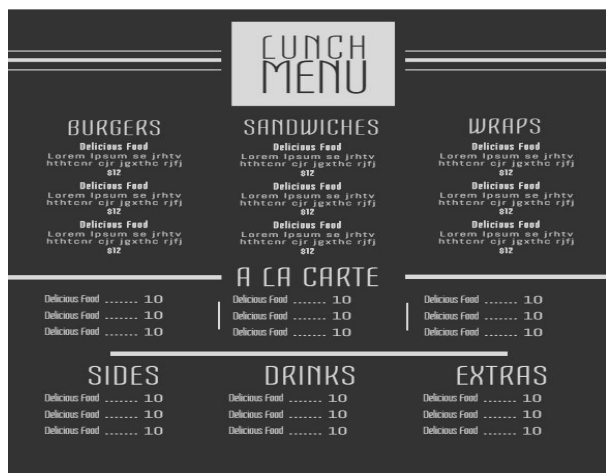 LUNCH
MENU
BURGERS
Delicious Food
Lorem Ipsum se jrhtv
hthtcnr cjr jgxthc rjfj
$12
Delicious Food
Lorem Ipsum se jrhtv
hthtcnr cjr jgxthc rjfj
$12
Delicious Food
Lorem Ipsum se jrhtv
hthtcnr cjr jgxthc rjfj
$12
SANDWICHES
Delicious Food
Lorem Ipsum se jrhtv
hthtcnr cjr jgxthc rjfj
$12
Delicious Food
Lorem Ipsum se jrhtv
hthtcnr cjr jgxthc rjfj
$12
Delicious Food
Lorem Ipsum se jrhtv
hthtcnr cjr jgxthc rjfj
$12
WRAPS
Delicious Food
Lorem Ipsum se jrhtv
hthtcnr cjr jgxthc rjfj
$12
Delicious Food
Lorem Ipsum se jrhtv
hthtcnr cjr jgxthc rjfj
$12
Delicious Food
Lorem Ipsum se jrhtv
hthtcnr cjr jgxthc rjfj
$12
A LA CARTE
Delicious Food ....... 10
Delicious Food ....... 10
Delicious Food ....... 10
Delicious Food ....... 10
Delicious Food ....... 10
Delicious Food ....... 10
Delicious Food ....... 10
Delicious Food ....... 10
Delicious Food ....... 10
SIDES
Delicious Food ....... 10
Delicious Food ....... 10
Delicious Food ....... 10
DRINKS
Delicious Food ....... 10
Delicious Food ....... 10
Delicious Food ....... 10
EXTRAS
Delicious Food ....... 10
Delicious Food ....... 10
Delicious Food ....... 10